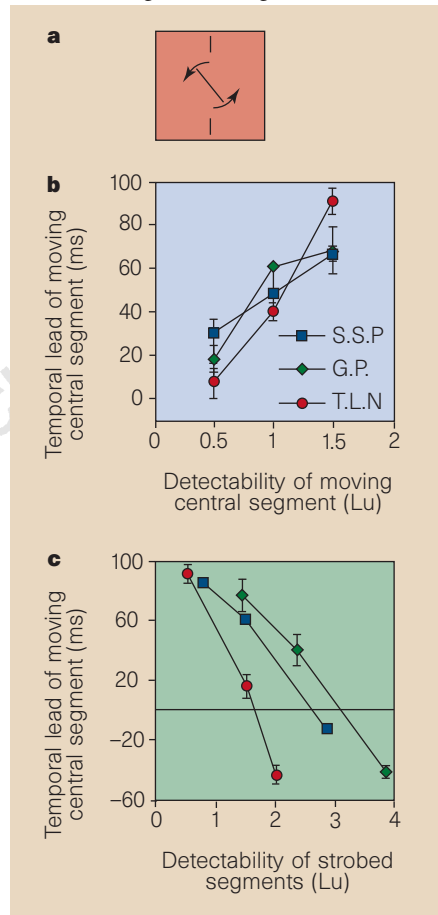 a
b
100
80
60
40
20
0
Temporal lead of moving
central segment (ms)
S.S.P
G.P.
T.L.N
0
0.5
1
1.5
2
Detectability of moving
central segment (Lu)
c
100
60
20
–20
–60
Temporal lead of moving
central segment (ms)
0
1
2
3
4
Detectability of strobed
segments (Lu)